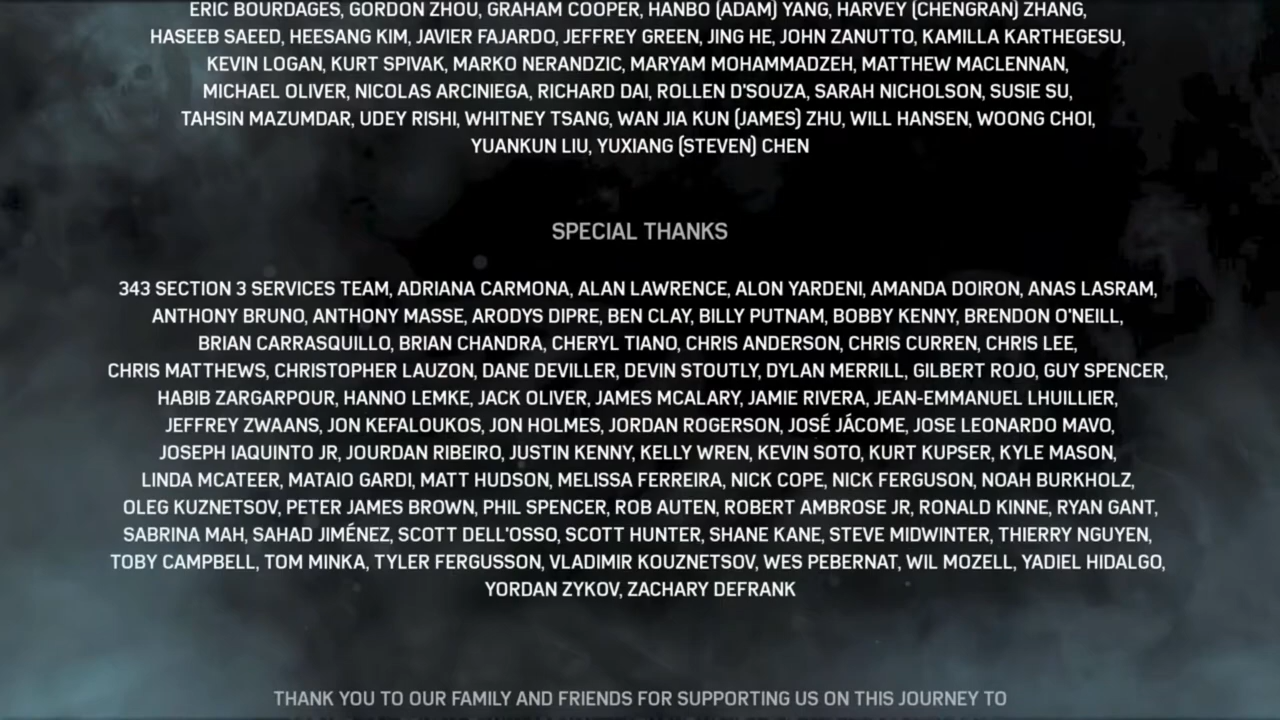 ERIC BOURDAGES, GORDON ZHOU, GRAHAM COOPER, HANBO (ADAM) YANG, HARVEY (CHENGRAN) ZHANG,
HASEEB SAEED, HEESANG KIM, JAVIER FAJARDO, JEFFREY GREEN, JING HE, JOHN ZANUTTO, KAMILLA KARTHEGESU,
KEVIN LOGAN, KURT SPIVAK, MARKO NERANDZIC, MARYAM MOHAMMADZEH, MATTHEW MACLENNAN,
MICHAEL OLIVER, NICOLAS ARCINIEGA, RICHARD DAI, ROLLEN D'SOUZA, SARAH NICHOLSON, SUSIE SU,
TAHSIN MAZUMDAR, UDEY RISHI, WHITNEY TSANG, WAN JIA KUN (JAMES) ZHU, WILL HANSEN, WOONG CHOI,
YUANKUN LIU, YUXIANG (STEVEN) CHEN
SPECIAL THANKS
343 SECTION 3 SERVICES TEAM, ADRIANA CARMONA, ALAN LAWRENCE, ALON YARDENI, AMANDA DOIRON, ANAS LASRAM,
ANTHONY BRUNO, ANTHONY MASSE, ARODYS DIPRE, BEN CLAY, BILLY PUTNAM, BOBBY KENNY, BRENDON O'NEILL,
BRIAN CARRASQUILLO, BRIAN CHANDRA, CHERYL TIANO, CHRIS ANDERSON, CHRIS CURREN, CHRIS LEE,
CHRIS MATTHEWS, CHRISTOPHER LAUZON, DANE DEVILLER, DEVIN STOUTLY, DYLAN MERRILL, GILBERT ROJO, GUY SPENCER,
HABIB ZARGARPOUR, HANNO LEMKE, JACK OLIVER, JAMES MCALARY, JAMIE RIVERA, JEAN-EMMANUEL LHUILLIER,
JEFFREY ZWAANS, JON KEFALOUKOS, JON HOLMES, JORDAN ROGERSON, JOSÉ JÁCOME, JOSE LEONARDO MAVO,
JOSEPH IAQUINTO JR, JOURDAN RIBEIRO, JUSTIN KENNY, KELLY WREN, KEVIN SOTO, KURT KUPSER, KYLE MASON,
LINDA MCATEER, MATAIO GARDI, MATT HUDSON, MELISSA FERREIRA, NICK COPE, NICK FERGUSON, NOAH BURKHOLZ,
OLEG KUZNETSOV, PETER JAMES BROWN, PHIL SPENCER, ROB AUTEN, ROBERT AMBROSE JR, RONALD KINNE, RYAN GANT,
SABRINA MAH, SAHAD JIMÉNEZ, SCOTT DELL'OSSO, SCOTT HUNTER, SHANE KANE, STEVE MIDWINTER, THIERRY NGUYEN,
TOBY CAMPBELL, TOM MINKA, TYLER FERGUSSON, VLADIMIR KOUZNETSOV, WES PEBERNAT, WIL MOZELL, YADIEL HIDALGO,
YORDAN ZYKOV, ZACHARY DEFRANK
THANK YOU TO OUR FAMILY AND FRIENDS FOR SUPPORTING US ON THIS JOURNEY TO